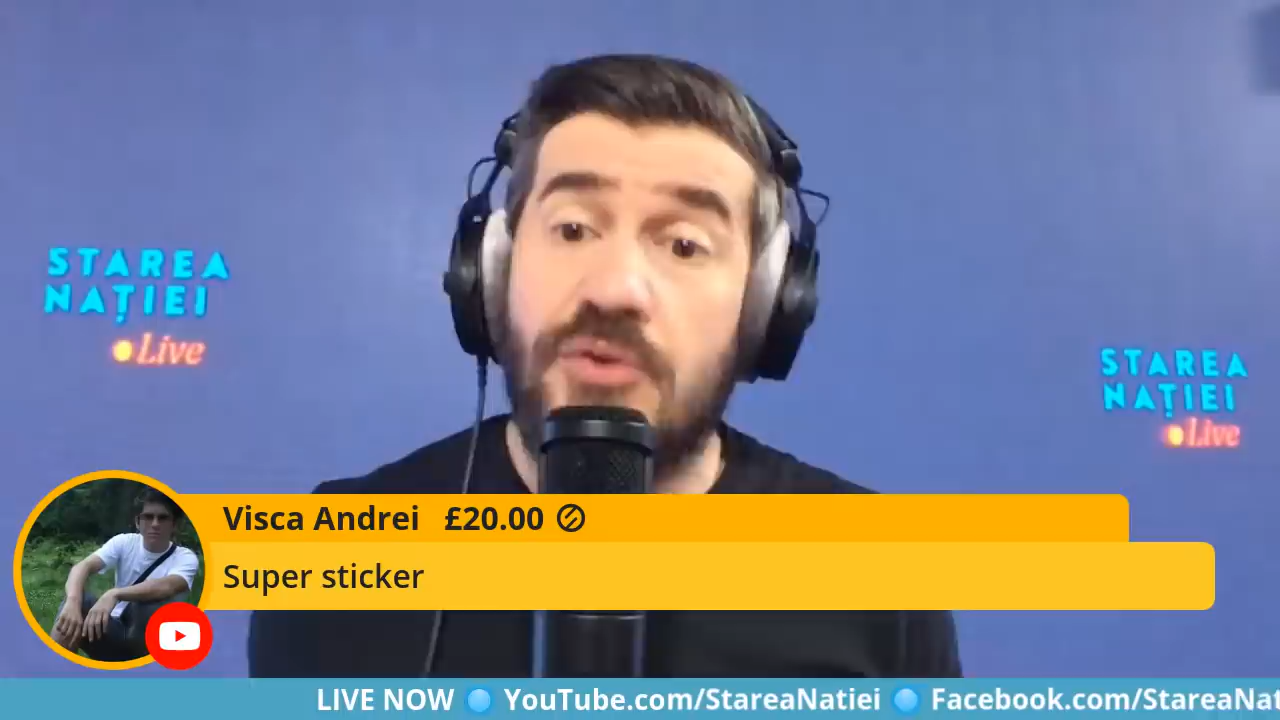 STAREA
NAȚIEI
Live
STAREA
NAȚIEI
Live
Visca Andrei £20.00
Super sticker
LIVE NOW YouTube.com/StareaNatiei Facebook.com/StareaNat